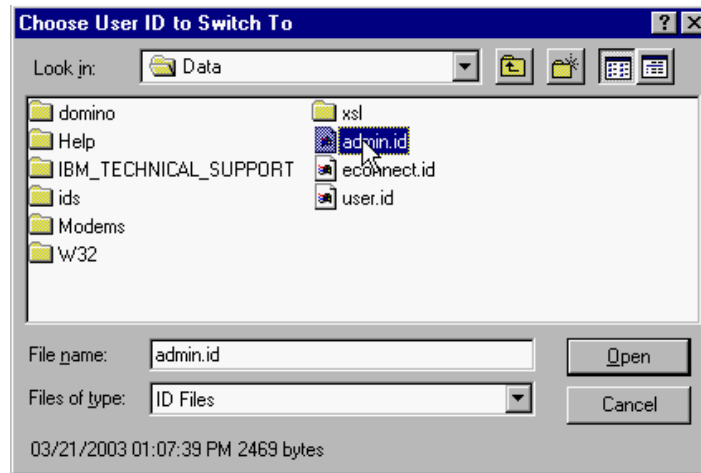 Choose User ID to Switch To
Look in: Data
domino
Help
IBM_TECHNICAL_SUPPORT
ids
Modems
W32
xsl
admin.id
econnect.id
user.id
File name: admin.id
Open
Files of type: ID Files
Cancel
03/21/2003 01:07:39 PM 2469 bytes